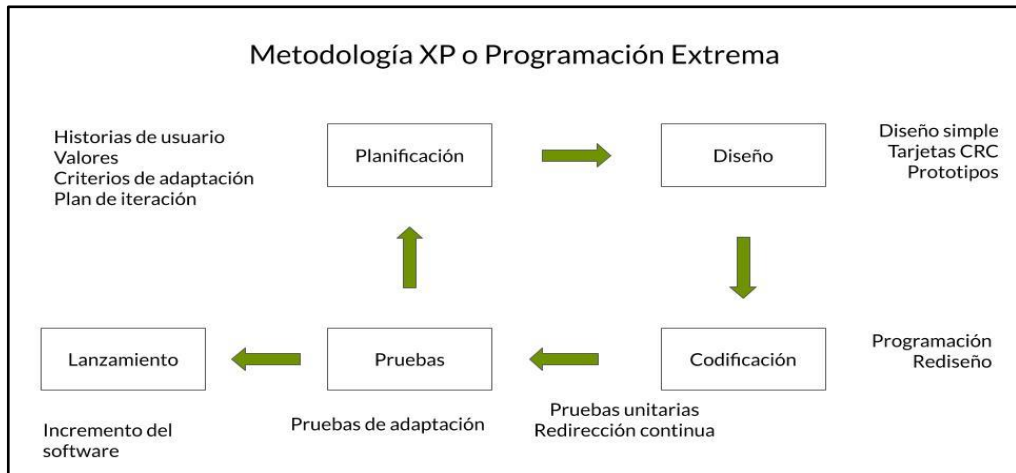 Metodología XP o Programación Extrema
Historias de usuario
Valores
Criterios de adaptación
Plan de iteración
Planificación
Diseño
Diseño simple
Tarjetas CRC
Prototipos
Lanzamiento
Pruebas
Codificación
Programación
Rediseño
Incremento del
software
Pruebas de adaptación
Pruebas unitarias
Redirección continua